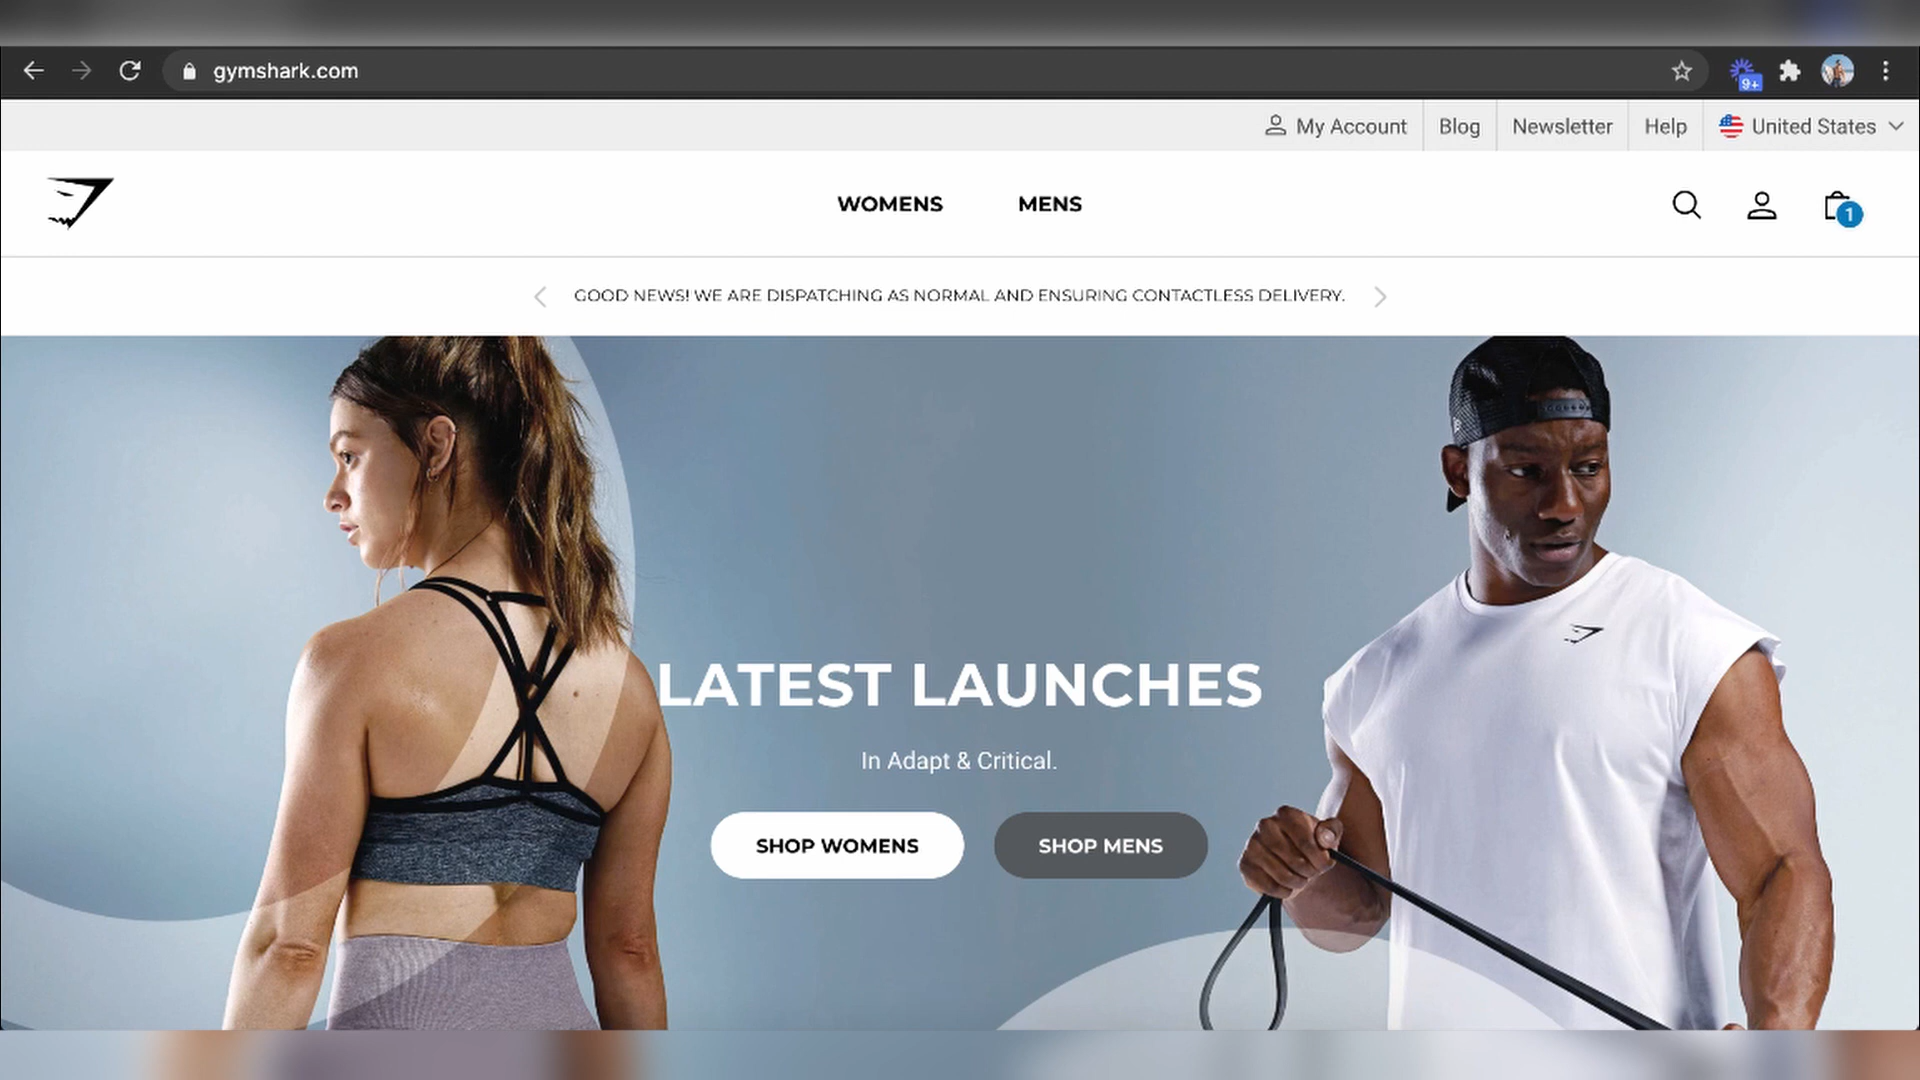 gymshark.com
9+
My Account
Blog
Newsletter
Help
United States
WOMENS
MENS
1
GOOD NEWS! WE ARE DISPATCHING AS NORMAL AND ENSURING CONTACTLESS DELIVERY.
LATEST LAUNCHES
In Adapt & Critical.
SHOP WOMENS
SHOP MENS